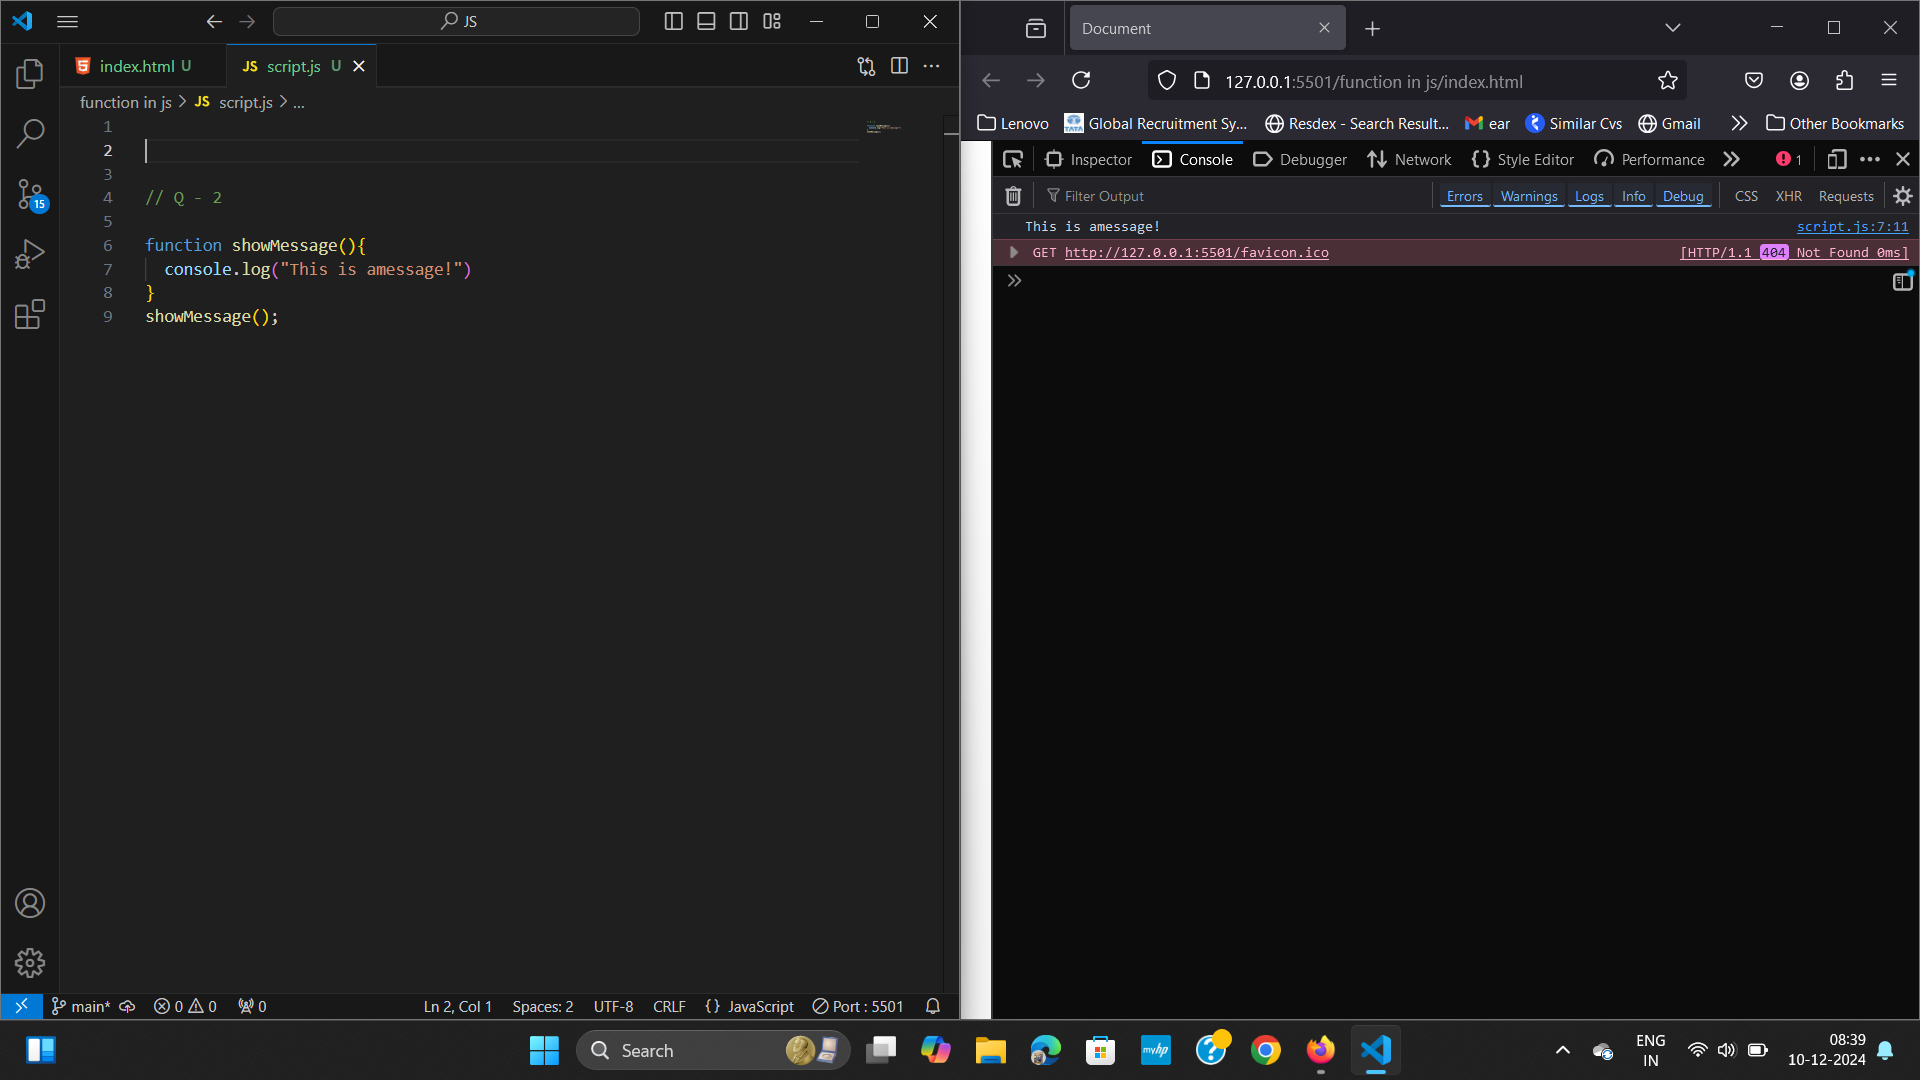 JS
index.html U
JS script.js U
function in js > JS script.js > ...
1
2
3
4 // Q - 2
5
6 function showMessage(){
7 console.log("This is amessage!")
8 }
9 showMessage();
15
main* 0 0 0 Ln 2, Col 1 Spaces: 2 UTF-8 CRLF {} JavaScript Port : 5501
Document
127.0.0.1:5501/function in js/index.html
Lenovo TATA Global Recruitment Sy... Resdex - Search Result... ear Similar Cvs Gmail Other Bookmarks
Inspector Console Debugger Network Style Editor Performance 1
Filter Output Errors Warnings Logs Info Debug CSS XHR Requests
This is amessage! script.js:7:11
GET http://127.0.0.1:5501/favicon.ico [HTTP/1.1 404 Not Found 0ms]
Search myhp ENG 08:39
IN 10-12-2024